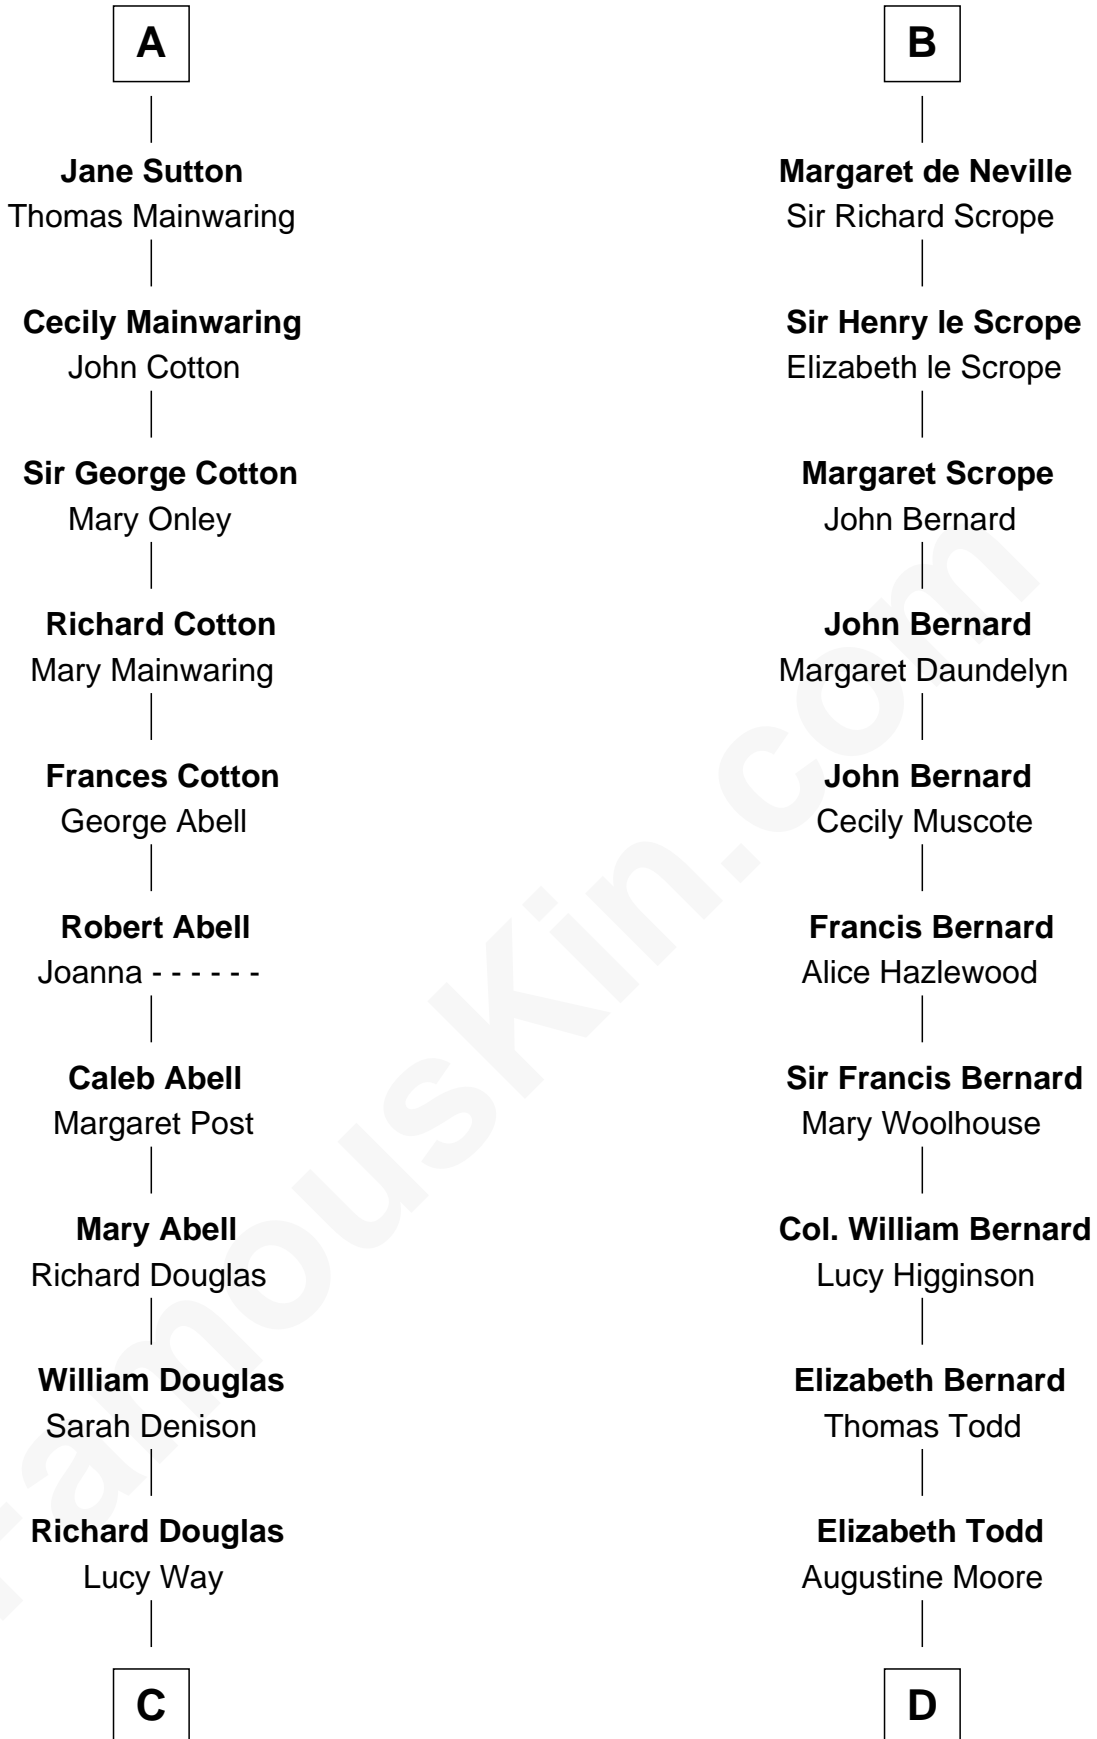 A
Jane Sutton
Thomas Mainwaring
Cecily Mainwaring
John Cotton
Sir George Cotton
Mary Onley
Richard Cotton
Mary Mainwaring
Frances Cotton
George Abell
Robert Abell
Joanna - - - - - -
Caleb Abell
Margaret Post
Mary Abell
Richard Douglas
William Douglas
Sarah Denison
Richard Douglas
Lucy Way
C
B
Margaret de Neville
Sir Richard Scrope
Sir Henry le Scrope
Elizabeth le Scrope
Margaret Scrope
John Bernard
John Bernard
Margaret Daundelyn
John Bernard
Cecily Muscote
Francis Bernard
Alice Hazlewood
Sir Francis Bernard
Mary Woolhouse
Col. William Bernard
Lucy Higginson
Elizabeth Bernard
Thomas Todd
Elizabeth Todd
Augustine Moore
D
FamousKin.com